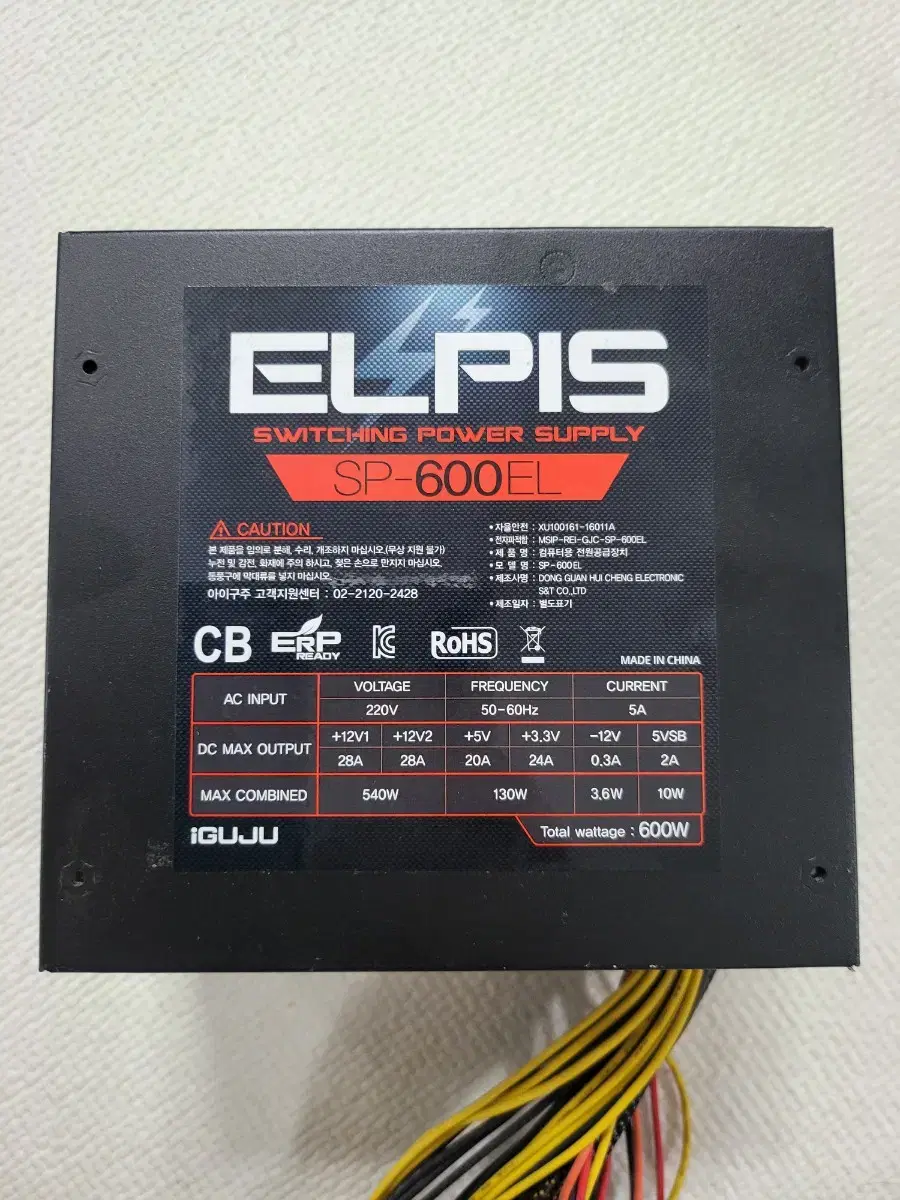 ELPIS
SWITCHING POWER SUPPLY
SP-600EL
CAUTION
본 제품을 임의로 분해, 수리, 개조하지 마십시오.(무상 지원 불가)
누전 및 감전, 화재에 주의 하시고, 젖은 손으로 만지지 마십시오.
통풍구에 막대류를 넣지 마십시오.
아이구주 고객지원센터 : 02-2120-2428
• 자율안전 : XU100161-16011A
• 전자파적합 : MSIP-REI-GJC-SP-600EL
• 제 품 명 : 컴퓨터용 전원공급장치
• 모 델 명 : SP-600EL
• 제조사명 : DONG GUAN HUI CHENG ELECTRONIC
S&T CO.,LTD
• 제조일자 : 별도표기
CB ERP READY RoHS
MADE IN CHINA
AC INPUT VOLTAGE FREQUENCY CURRENT
220V 50-60Hz 5A
DC MAX OUTPUT +12V1 +12V2 +5V +3.3V -12V 5VSB
28A 28A 20A 24A 0.3A 2A
MAX COMBINED 540W 130W 3.6W 10W
iGUJU
Total wattage : 600W